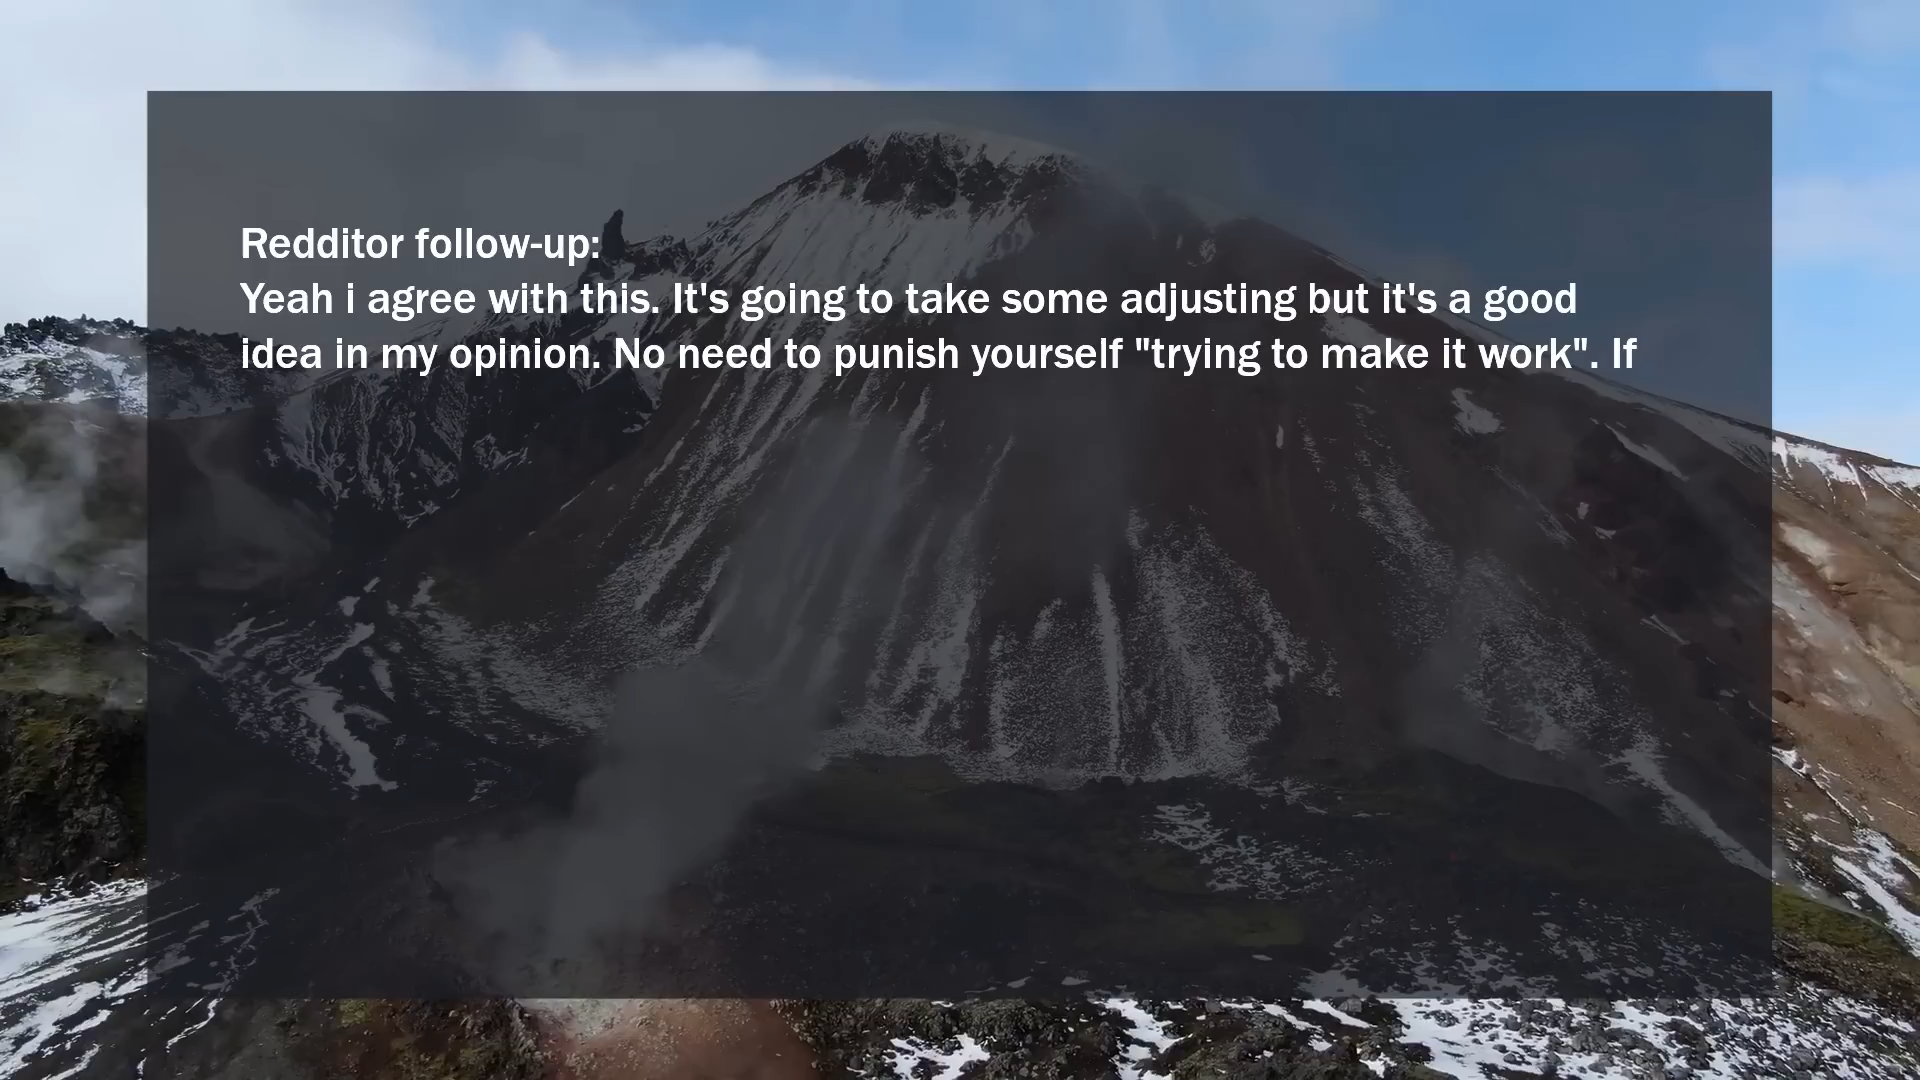 Redditor follow-up:
Yeah i agree with this. It's going to take some adjusting but it's a good
idea in my opinion. No need to punish yourself "trying to make it work". If